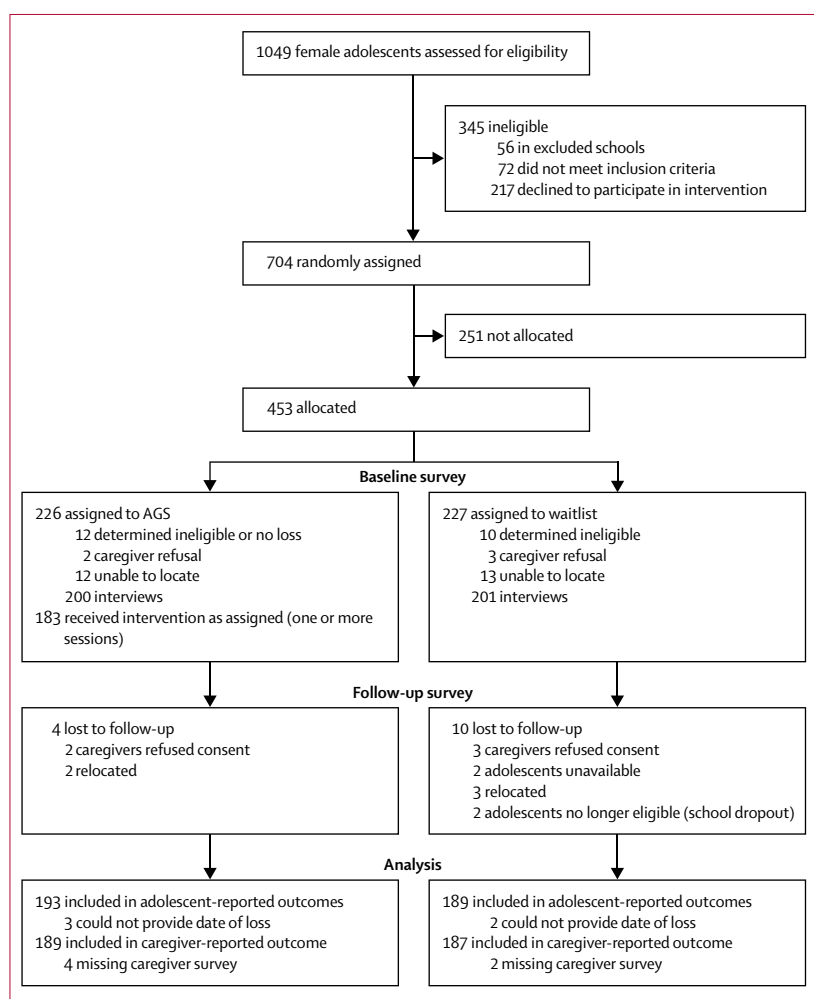 1049 female adolescents assessed for eligibility
345 ineligible
56 in excluded schools
72 did not meet inclusion criteria
217 declined to participate in intervention
704 randomly assigned
251 not allocated
453 allocated
Baseline survey
226 assigned to AGS
12 determined ineligible or no loss
2 caregiver refusal
12 unable to locate
200 interviews
183 received intervention as assigned (one or more
sessions)
227 assigned to waitlist
10 determined ineligible
3 caregiver refusal
13 unable to locate
201 interviews
Follow-up survey
4 lost to follow-up
2 caregivers refused consent
2 relocated
10 lost to follow-up
3 caregivers refused consent
2 adolescents unavailable
3 relocated
2 adolescents no longer eligible (school dropout)
Analysis
193 included in adolescent-reported outcomes
3 could not provide date of loss
189 included in caregiver-reported outcome
4 missing caregiver survey
189 included in adolescent-reported outcomes
2 could not provide date of loss
187 included in caregiver-reported outcome
2 missing caregiver survey